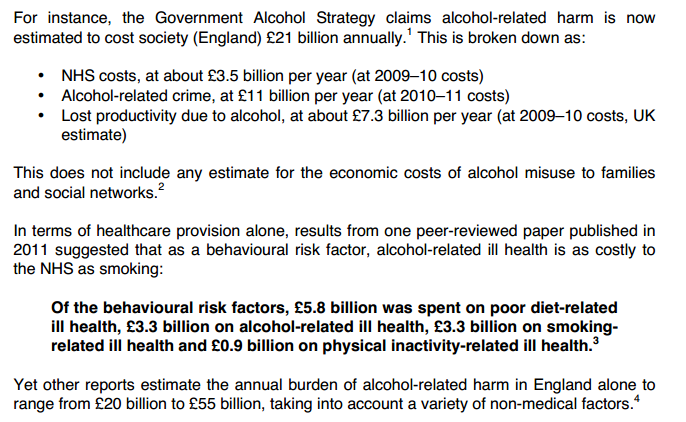 For instance, the Government Alcohol Strategy claims alcohol-related harm is now
estimated to cost society (England) £21 billion annually.¹ This is broken down as:
• NHS costs, at about £3.5 billion per year (at 2009–10 costs)
• Alcohol-related crime, at £11 billion per year (at 2010–11 costs)
• Lost productivity due to alcohol, at about £7.3 billion per year (at 2009–10 costs, UK
estimate)
This does not include any estimate for the economic costs of alcohol misuse to families
and social networks.²
In terms of healthcare provision alone, results from one peer-reviewed paper published in
2011 suggested that as a behavioural risk factor, alcohol-related ill health is as costly to
the NHS as smoking:
Of the behavioural risk factors, £5.8 billion was spent on poor diet-related
ill health, £3.3 billion on alcohol-related ill health, £3.3 billion on smoking-
related ill health and £0.9 billion on physical inactivity-related ill health.³
Yet other reports estimate the annual burden of alcohol-related harm in England alone to
range from £20 billion to £55 billion, taking into account a variety of non-medical factors.⁴